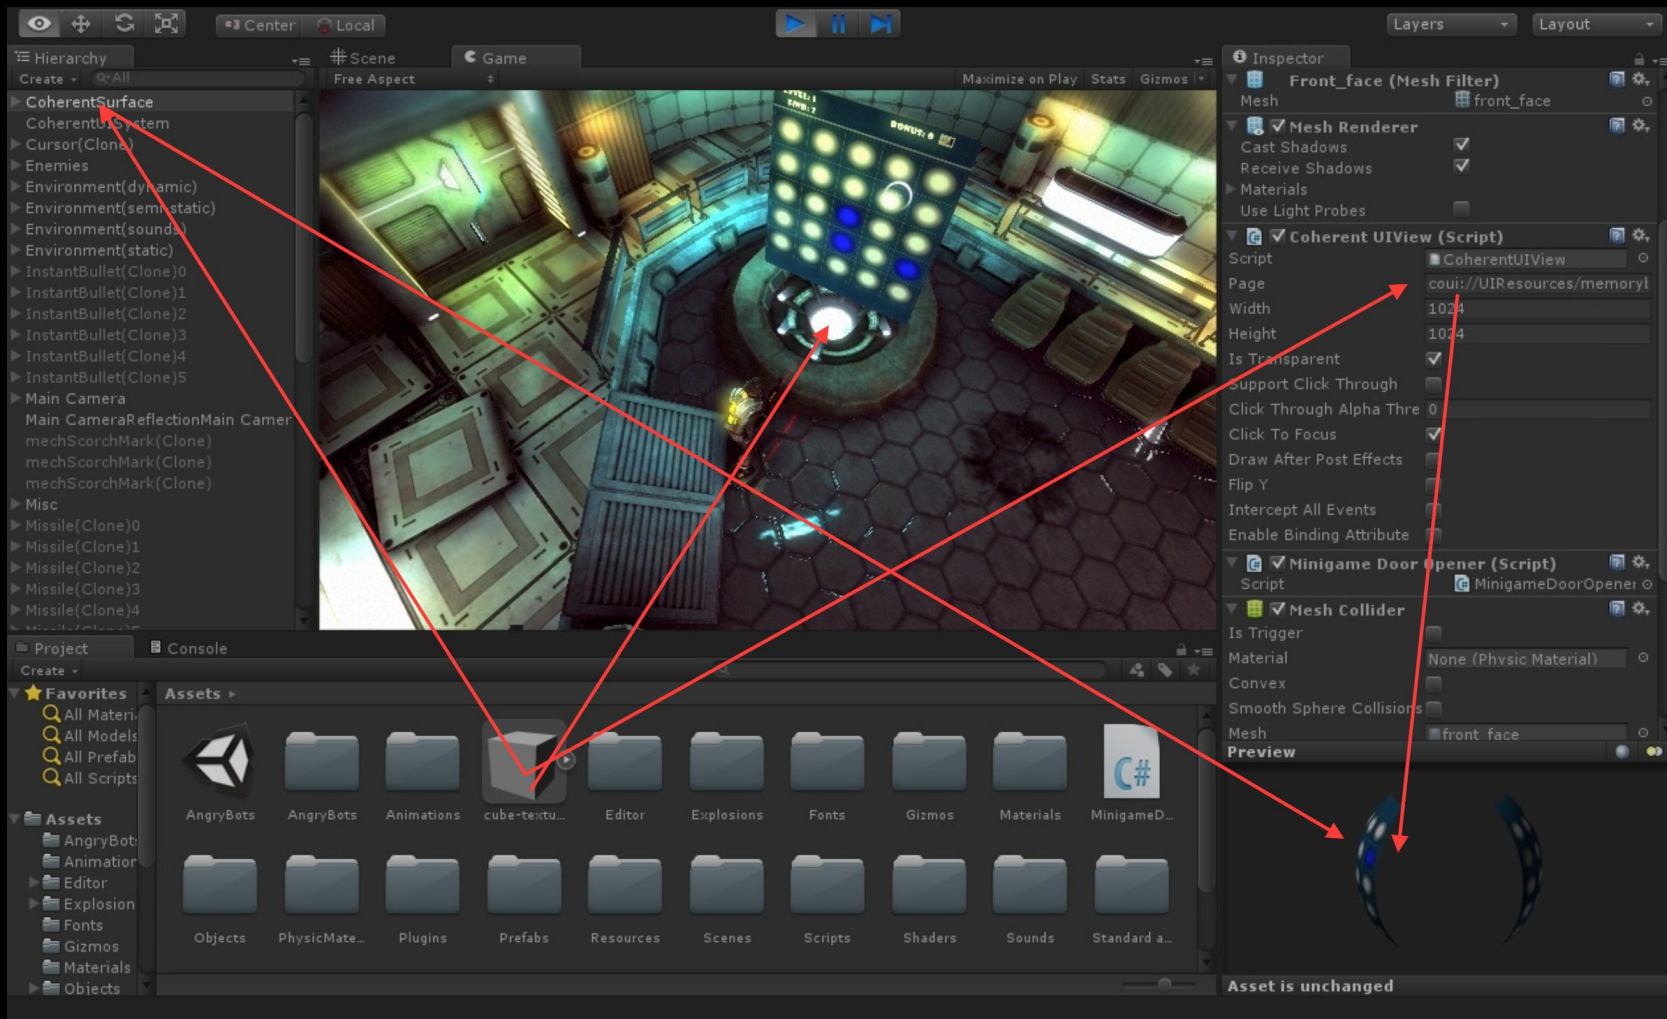 Center
Local
Layers
Layout
Hierarchy
Create
All
CoherentSurface
CoherentUISystem
Cursor(Clone)
Enemies
Environment(dynamic)
Environment(semi-static)
Environment(sounds)
Environment(static)
InstantBullet(Clone)0
InstantBullet(Clone)1
InstantBullet(Clone)2
InstantBullet(Clone)3
InstantBullet(Clone)4
InstantBullet(Clone)5
Main Camera
Main CameraReflectionMain Camer
mechScorchMark(Clone)
mechScorchMark(Clone)
mechScorchMark(Clone)
Misc
Missile(Clone)0
Missile(Clone)1
Missile(Clone)2
Missile(Clone)3
Missile(Clone)4
Scene
Game
Free Aspect
Maximize on Play Stats Gizmos
BONUS: 0
Inspector
Front_face (Mesh Filter)
Mesh front_face
Mesh Renderer
Cast Shadows
Receive Shadows
Materials
Use Light Probes
Coherent UIView (Script)
Script CoherentUIView
Page coui://UIResources/memoryl
Width 1024
Height 1024
Is Transparent
Support Click Through
Click Through Alpha Thre 0
Click To Focus
Draw After Post Effects
Flip Y
Intercept All Events
Enable Binding Attribute
Minigame Door Opener (Script)
Script MinigameDoorOpener
Mesh Collider
Is Trigger
Material None (Physic Material)
Convex
Smooth Sphere Collisions
Mesh front_face
Preview
Asset is unchanged
Project
Console
Create
Favorites
All Materi
All Models
All Prefab
All Scripts
Assets
AngryBot
Animation
Editor
Explosion
Fonts
Gizmos
Materials
Objects
Assets
AngryBots AngryBots Animations cube-textu... Editor Explosions Fonts Gizmos Materials MinigameD...
C#
Objects PhysicMate... Plugins Prefabs Resources Scenes Scripts Shaders Sounds Standard a...